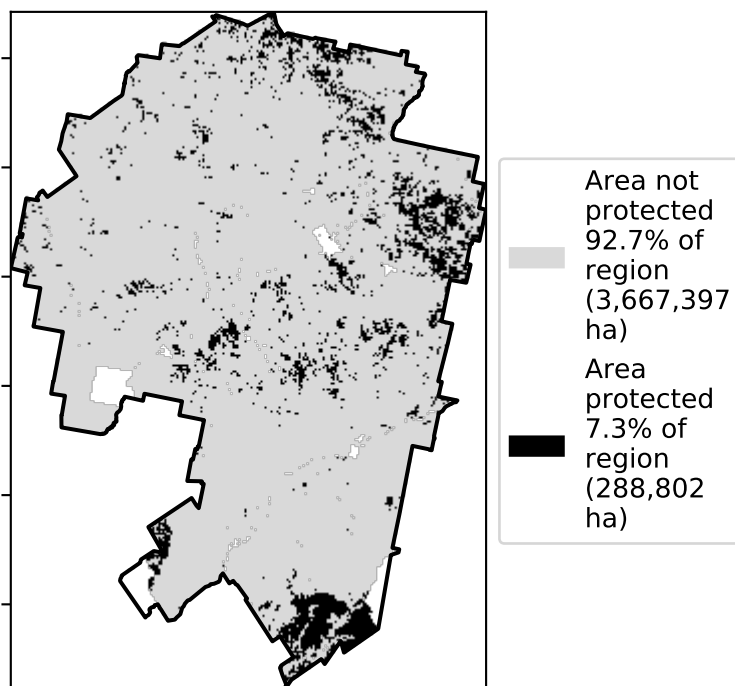 Area not
protected
92.7% of
region
(3,667,397
ha)
Area
protected
7.3% of
region
(288,802
ha)